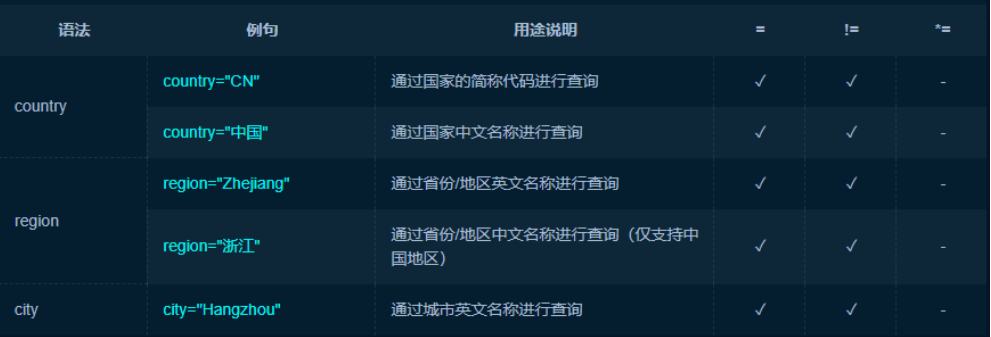 语法 例句 用途说明 = != *=
country
country="CN" 通过国家的简称代码进行查询 ✓ ✓ -
country="中国" 通过国家中文名称进行查询 ✓ ✓ -
region
region="Zhejiang" 通过省份/地区英文名称进行查询 ✓ ✓ -
region="浙江" 通过省份/地区中文名称进行查询（仅支持中
国地区） ✓ ✓ -
city city="Hangzhou" 通过城市英文名称进行查询 ✓ ✓ -